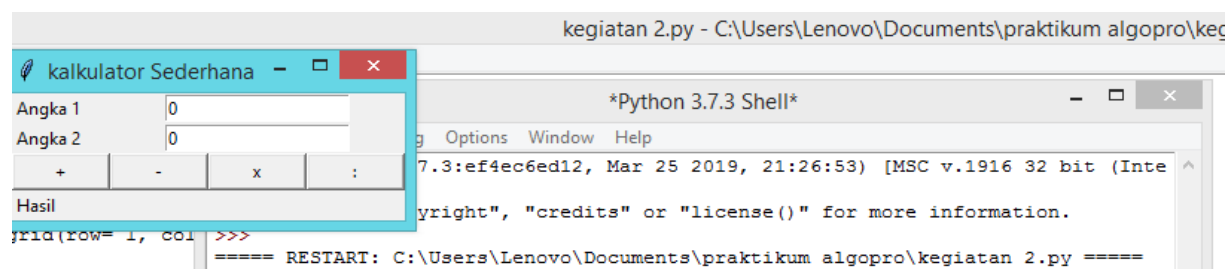 kegiatan 2.py - C:\Users\Lenovo\Documents\praktikum algopro\keg
kalkulator Sederhana
Angka 1 0
Angka 2 0
+ - x :
Hasil
*Python 3.7.3 Shell*
Options Window Help
7.3:ef4ec6ed12, Mar 25 2019, 21:26:53) [MSC v.1916 32 bit (Inte
yright", "credits" or "license()" for more information.
>>>
===== RESTART: C:\Users\Lenovo\Documents\praktikum algopro\kegiatan 2.py =====
grid(row= 1, col